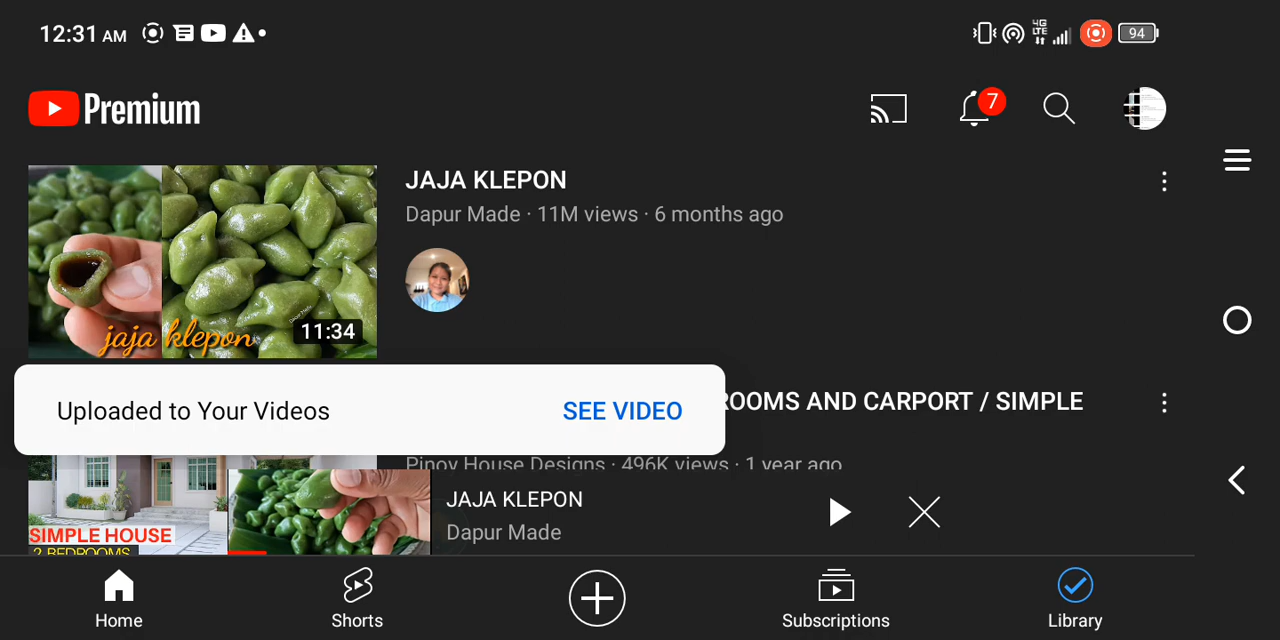 12:31 AM
4G
LTE
94
Premium
7
JAJA KLEPON
Dapur Made · 11M views · 6 months ago
jaja klepon
11:34
Uploaded to Your Videos
SEE VIDEO
ROOMS AND CARPORT / SIMPLE
Pinoy House Designs · 496K views · 1 year ago
SIMPLE HOUSE
2 BEDROOMS
JAJA KLEPON
Dapur Made
Home
Shorts
Subscriptions
Library